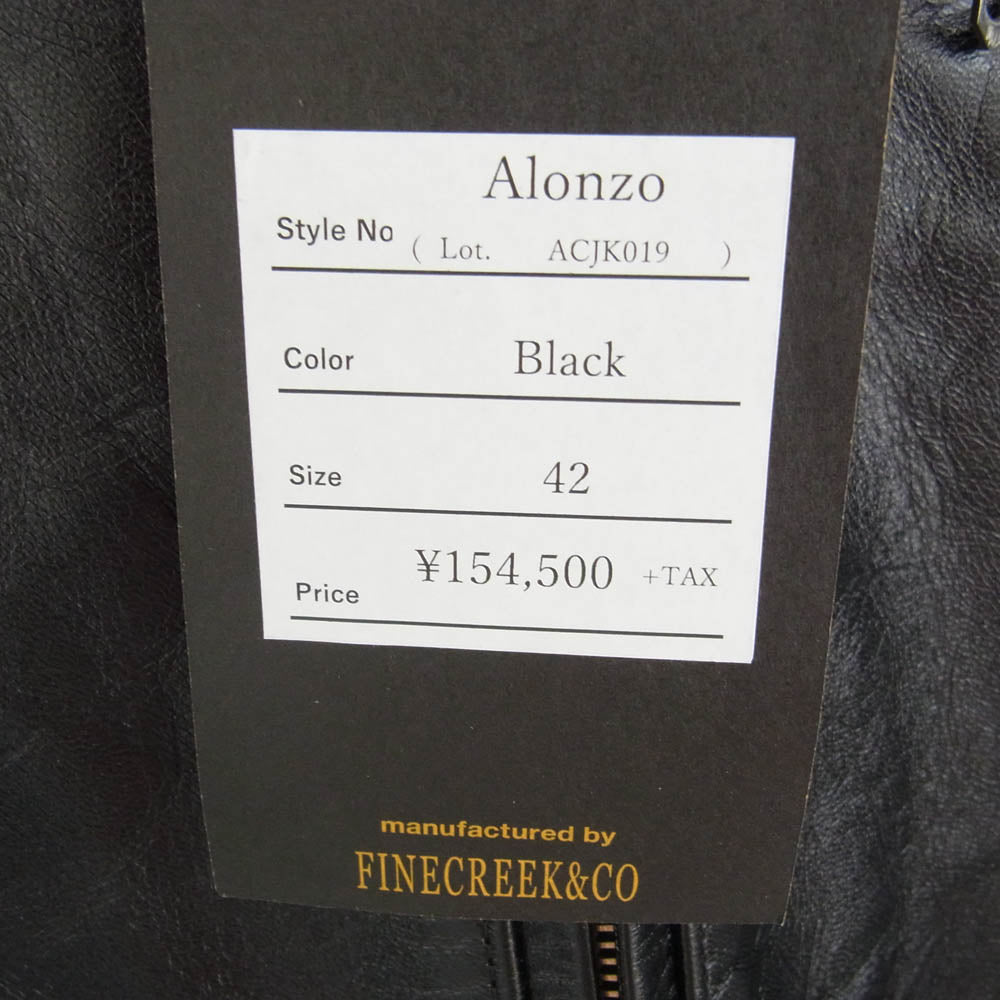 Alonzo
Style No ( Lot. ACJK019 )
Color Black
Size 42
Price ¥154,500 +TAX
manufactured by
FINECREEK&CO